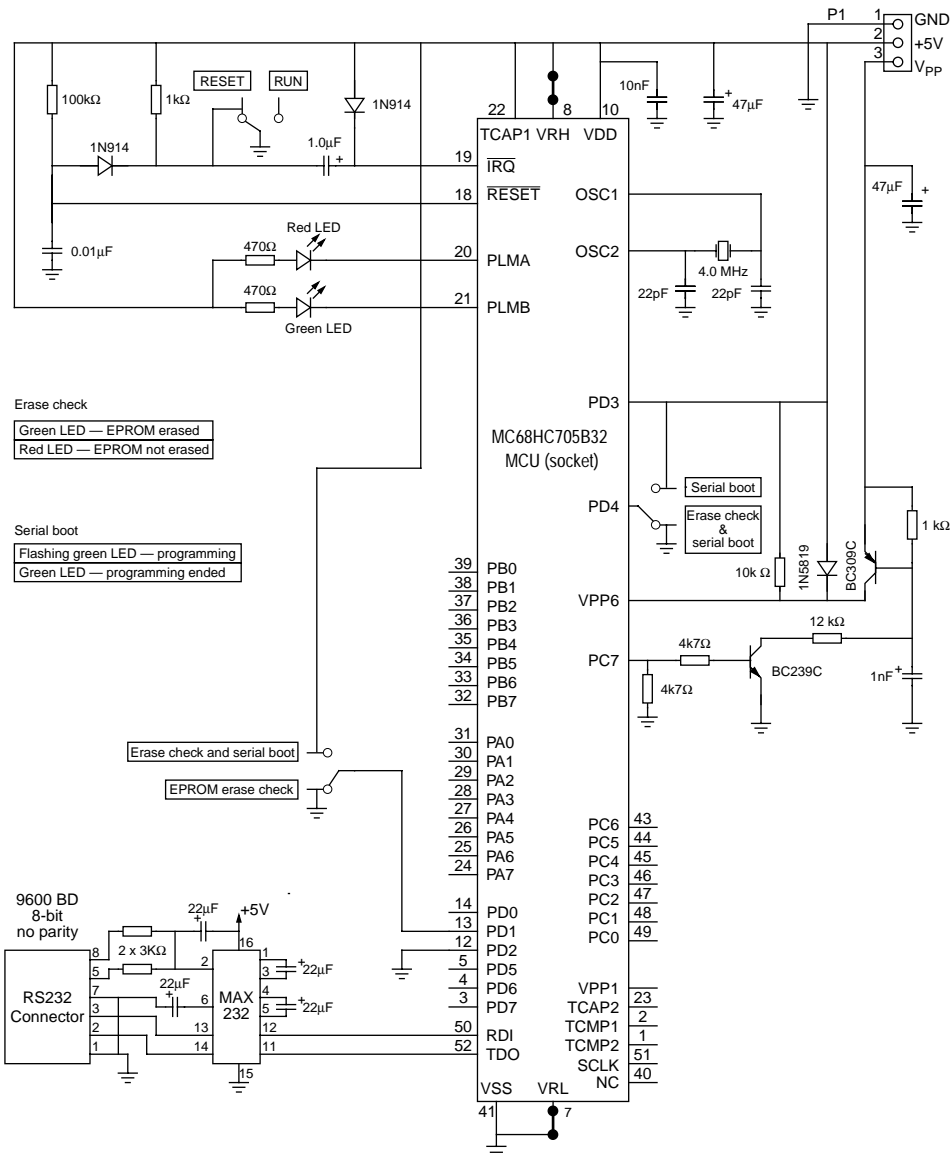 P1
1
GND
2
+5V
3
VPP
100kΩ
1kΩ
RESET
RUN
1N914
10nF
+
47µF
22
8
10
TCAP1
VRH
VDD
1N914
1.0µF
+
19
IRQ
18
RESET
OSC1
47µF
+
0.01µF
Red LED
470Ω
20
PLMA
OSC2
4.0 MHz
22pF
22pF
470Ω
21
PLMB
Green LED
Erase check
Green LED — EPROM erased
Red LED — EPROM not erased
PD3
MC68HC705B32
MCU (socket)
Serial boot
PD4
Erase check
&
serial boot
1 kΩ
Serial boot
Flashing green LED — programming
Green LED — programming ended
10k Ω
1N5819
BC309C
39
PB0
38
PB1
37
PB2
36
PB3
35
PB4
34
PB5
33
PB6
32
PB7
VPP6
12 kΩ
PC7
4k7Ω
4k7Ω
BC239C
1nF
+
31
PA0
30
PA1
29
PA2
28
PA3
27
PA4
26
PA5
25
PA6
24
PA7
Erase check and serial boot
EPROM erase check
PC6
43
PC5
44
PC4
45
PC3
46
PC2
47
PC1
48
PC0
49
9600 BD
8-bit
no parity
22µF
+
+5V
14
PD0
13
PD1
12
PD2
5
PD5
4
PD6
3
PD7
8
5
7
3
2
1
2 x 3KΩ
22µF
+
RS232
Connector
16
2
6
13
14
MAX
232
1
3
4
5
12
11
15
+
22µF
+
22µF
50
RDI
52
TDO
VPP1
TCAP2
23
TCMP1
2
TCMP2
1
SCLK
51
NC
40
VSS
VRL
41
7